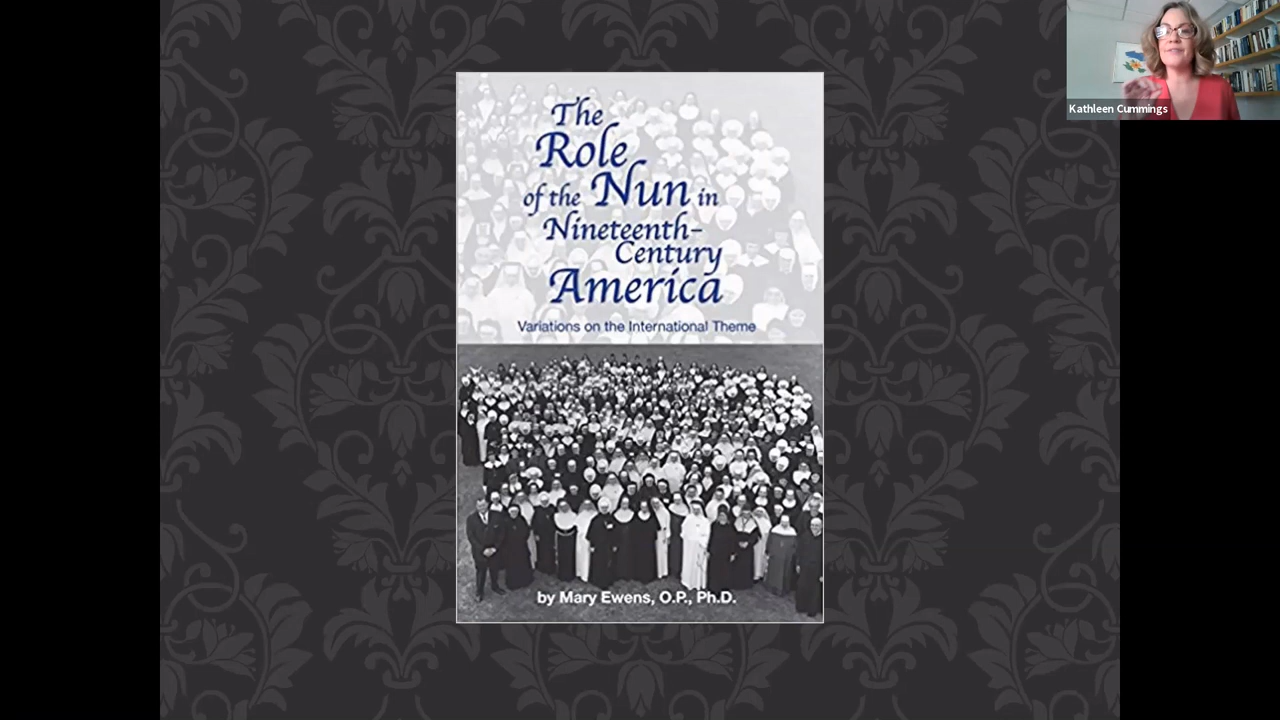 The
Role
of the Nun in
Nineteenth-
Century
America
Variations on the International Theme
by Mary Ewens, O.P., Ph.D.
Kathleen Cummings